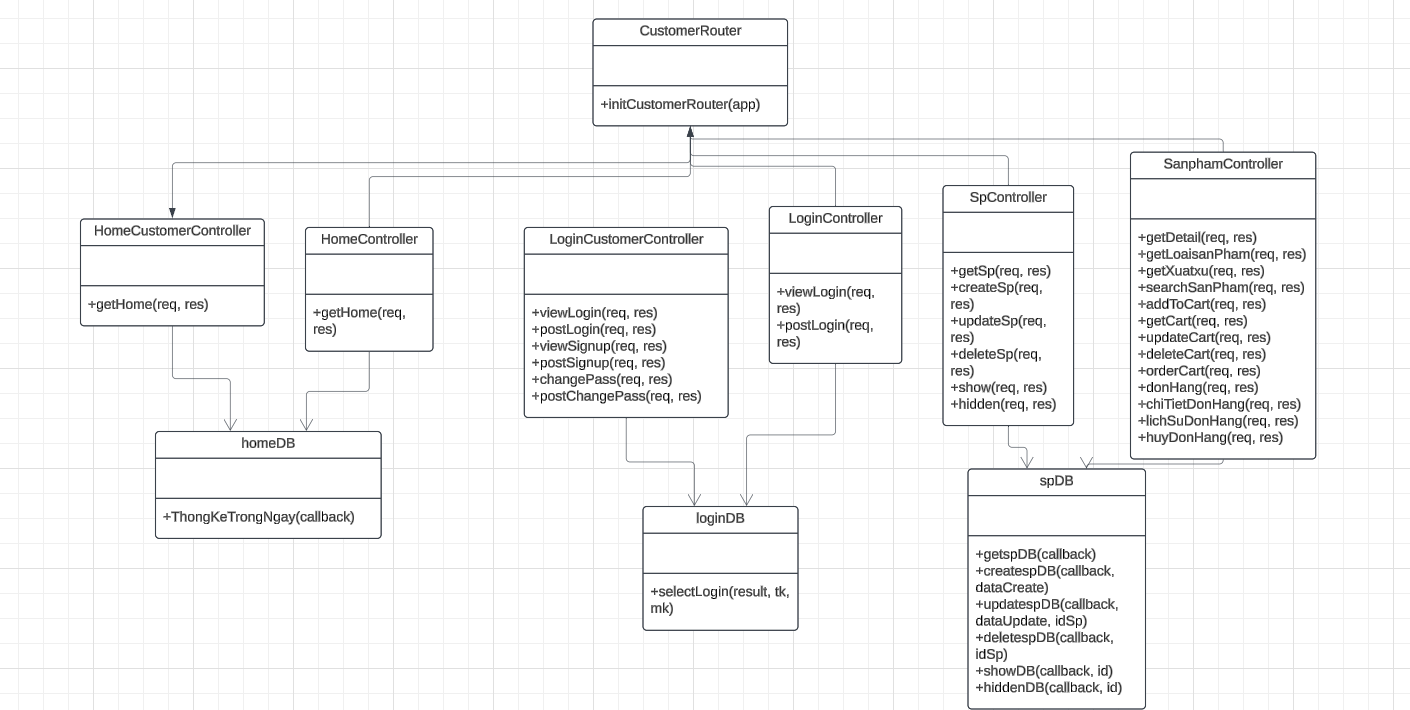 CustomerRouter
+initCustomerRouter(app)
HomeCustomerController
+getHome(req, res)
HomeController
+getHome(req,
res)
LoginCustomerController
+viewLogin(req, res)
+postLogin(req, res)
+viewSignup(req, res)
+postSignup(req, res)
+changePass(req, res)
+postChangePass(req, res)
LoginController
+viewLogin(req,
res)
+postLogin(req,
res)
SpController
+getSp(req, res)
+createSp(req,
res)
+updateSp(req,
res)
+deleteSp(req,
res)
+show(req, res)
+hidden(req, res)
SanphamController
+getDetail(req, res)
+getLoaisanPham(req, res)
+getXuatxu(req, res)
+searchSanPham(req, res)
+addToCart(req, res)
+getCart(req, res)
+updateCart(req, res)
+deleteCart(req, res)
+orderCart(req, res)
+donHang(req, res)
+chiTietDonHang(req, res)
+lichSuDonHang(req, res)
+huyDonHang(req, res)
homeDB
+ThongKeTrongNgay(callback)
loginDB
+selectLogin(result, tk,
mk)
spDB
+getspDB(callback)
+createspDB(callback,
dataCreate)
+updatespDB(callback,
dataUpdate, idSp)
+deletespDB(callback,
idSp)
+showDB(callback, id)
+hiddenDB(callback, id)